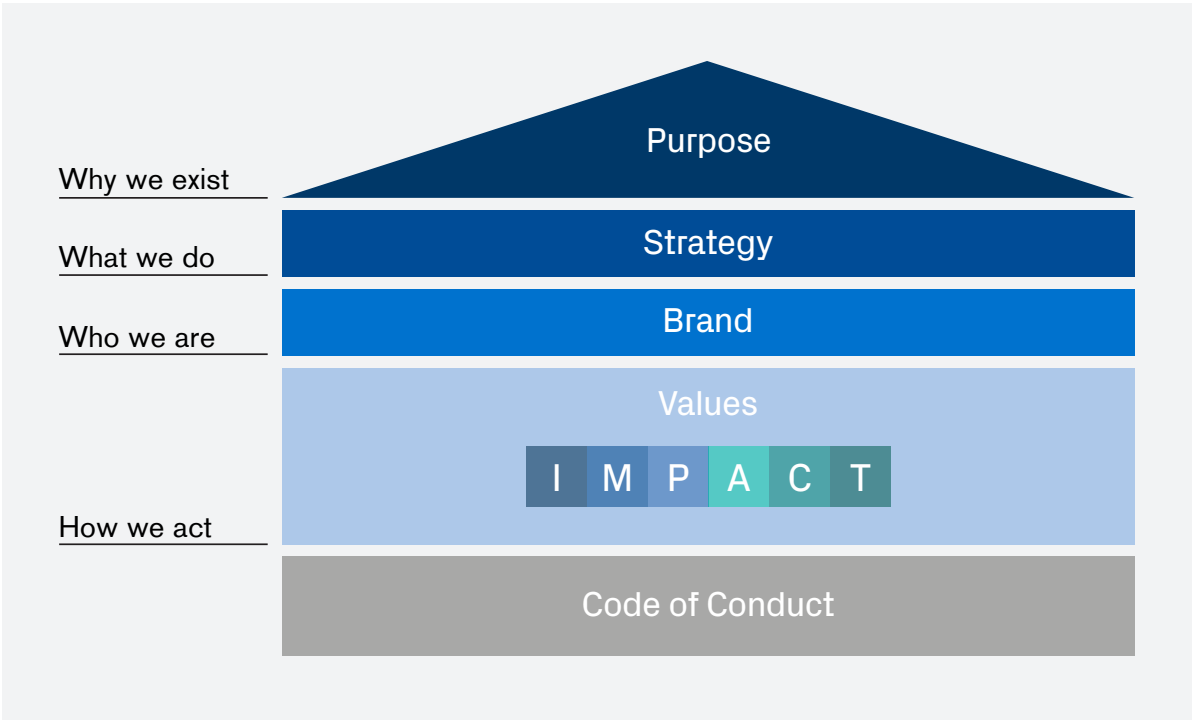 Purpose
Why we exist
Strategy
What we do
Brand
Who we are
Values
I M P A C T
How we act
Code of Conduct